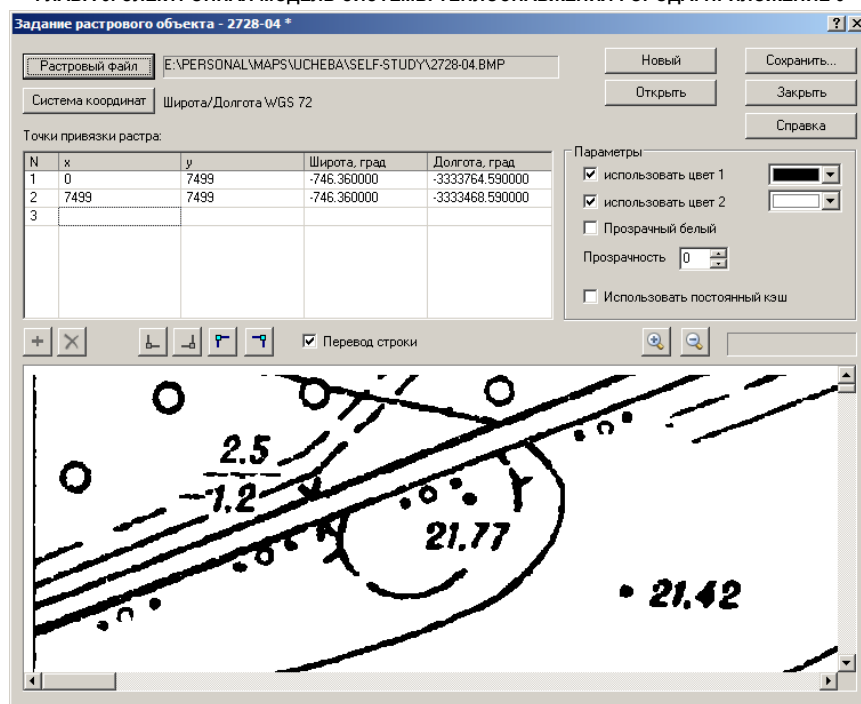 Задание растрового объекта - 2728-04 *
Растровый файл E:\PERSONAL\MAPS\UCHEBA\SELF-STUDY\2728-04.BMP
Новый Сохранить...
Система координат Широта/Долгота WGS 72
Открыть Закрыть
Справка
Точки привязки растра:
N x y Широта, град Долгота, град
1 0 7499 -746.360000 -3333764.590000
2 7499 7499 -746.360000 -3333468.590000
3
Параметры
использовать цвет 1
использовать цвет 2
Прозрачный белый
Прозрачность 0
Использовать постоянный кэш
Перевод строки
2.5
-1.2
21.77
21.42